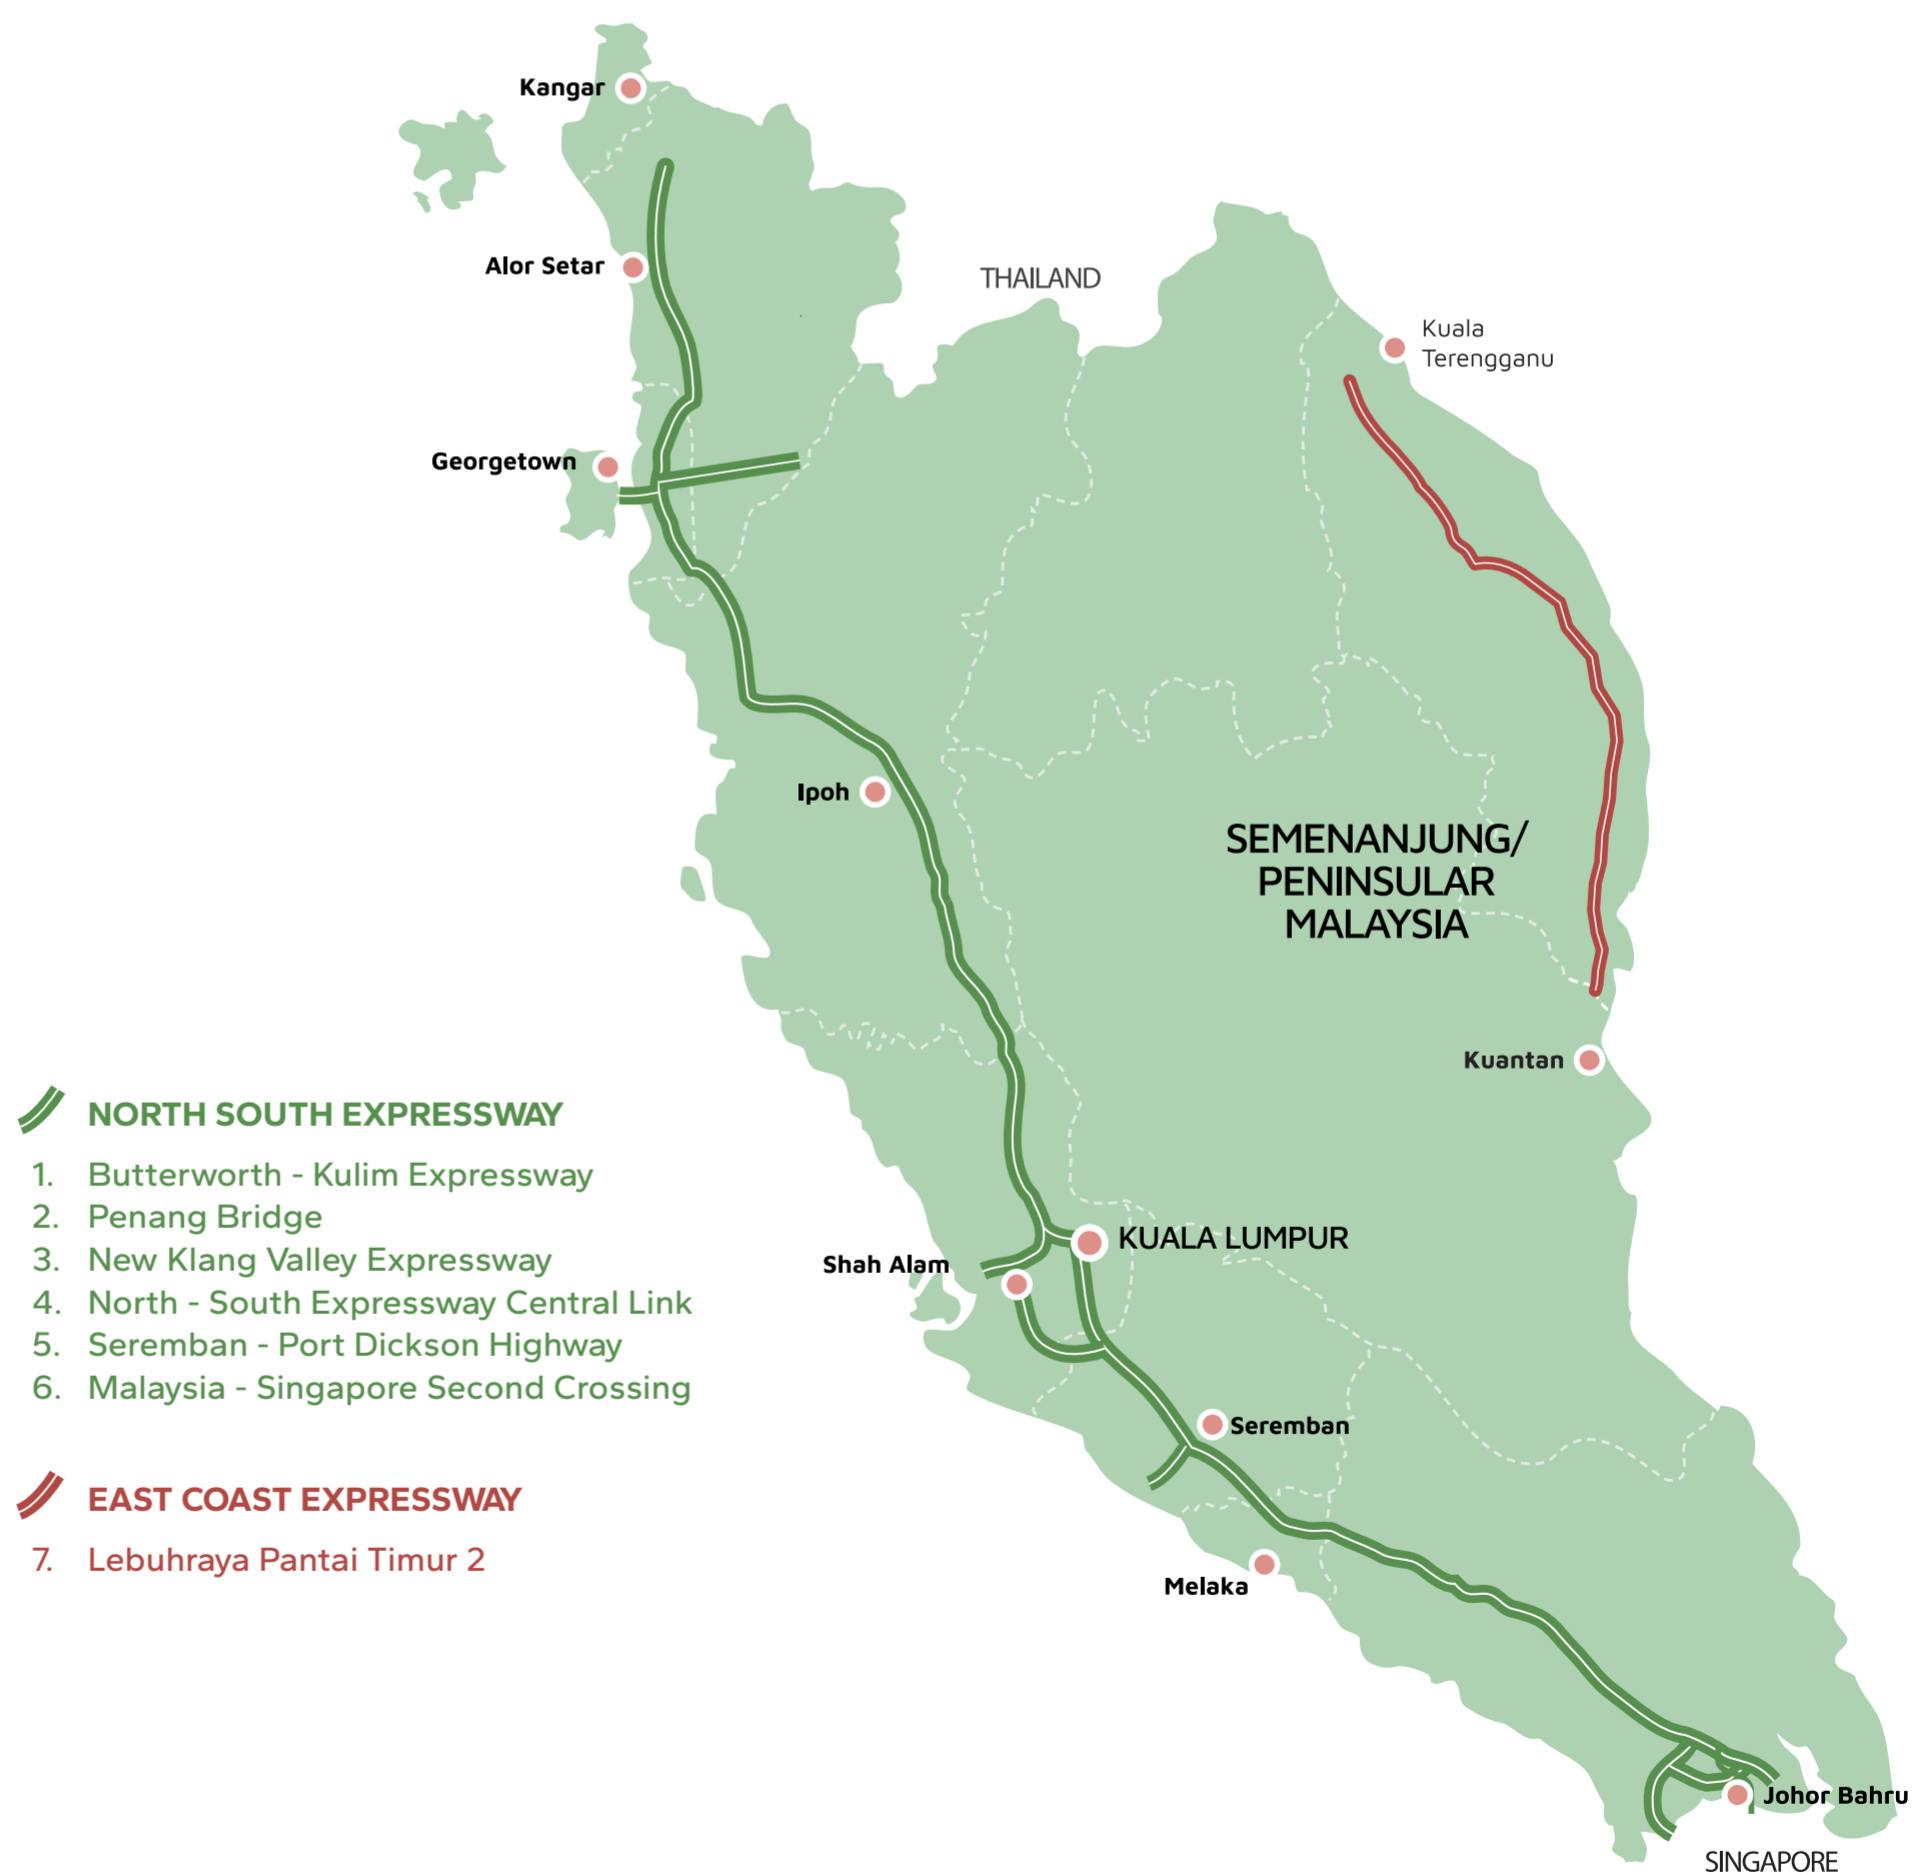 Kangar
Alor Setar
THAILAND
Kuala
Terengganu
Georgetown
Ipoh
SEMENANJUNG/
PENINSULAR
MALAYSIA
Kuantan
KUALA LUMPUR
Shah Alam
Seremban
Melaka
Johor Bahru
SINGAPORE
NORTH SOUTH EXPRESSWAY
1. Butterworth - Kulim Expressway
2. Penang Bridge
3. New Klang Valley Expressway
4. North - South Expressway Central Link
5. Seremban - Port Dickson Highway
6. Malaysia - Singapore Second Crossing
EAST COAST EXPRESSWAY
7. Lebuhraya Pantai Timur 2